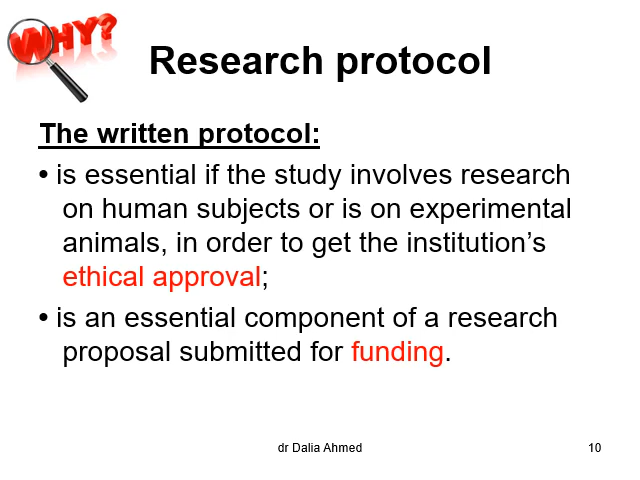 WHY?
Research protocol
The written protocol:
• is essential if the study involves research
on human subjects or is on experimental
animals, in order to get the institution’s
ethical approval;
• is an essential component of a research
proposal submitted for funding.
dr Dalia Ahmed
10